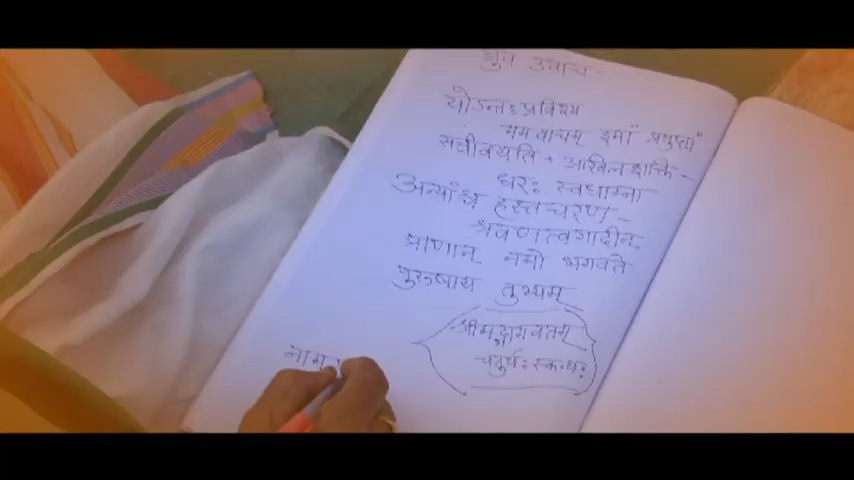 ध्रुव उवाच-
योऽन्तः प्रविश्य
मम वाचम् इमां प्रसुप्तां
सञ्जीवयति + अखिलशक्ति-
धरः स्वधाम्ना
अन्यांश्च हस्तचरण-
श्रवणत्वगादीन्
प्राणान् नमो भगवते
पुरुषाय तुभ्यम्
श्रीमद्भागवतम्
चतुर्थः स्कन्धः